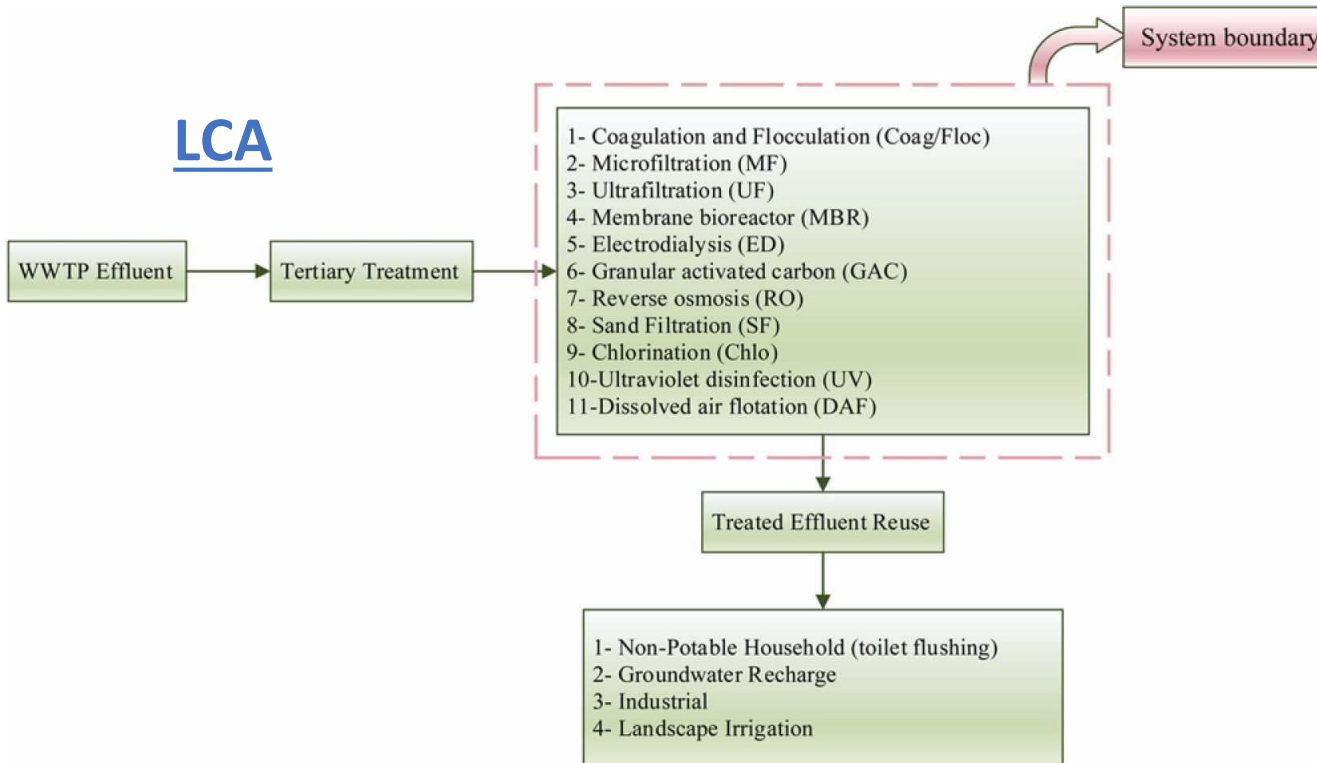 System boundary
LCA
1- Coagulation and Flocculation (Coag/Floc)
2- Microfiltration (MF)
3- Ultrafiltration (UF)
4- Membrane bioreactor (MBR)
5- Electrodialysis (ED)
6- Granular activated carbon (GAC)
7- Reverse osmosis (RO)
8- Sand Filtration (SF)
9- Chlorination (Chlo)
10-Ultraviolet disinfection (UV)
11-Dissolved air flotation (DAF)
WWTP Effluent
Tertiary Treatment
Treated Effluent Reuse
1- Non-Potable Household (toilet flushing)
2- Groundwater Recharge
3- Industrial
4- Landscape Irrigation